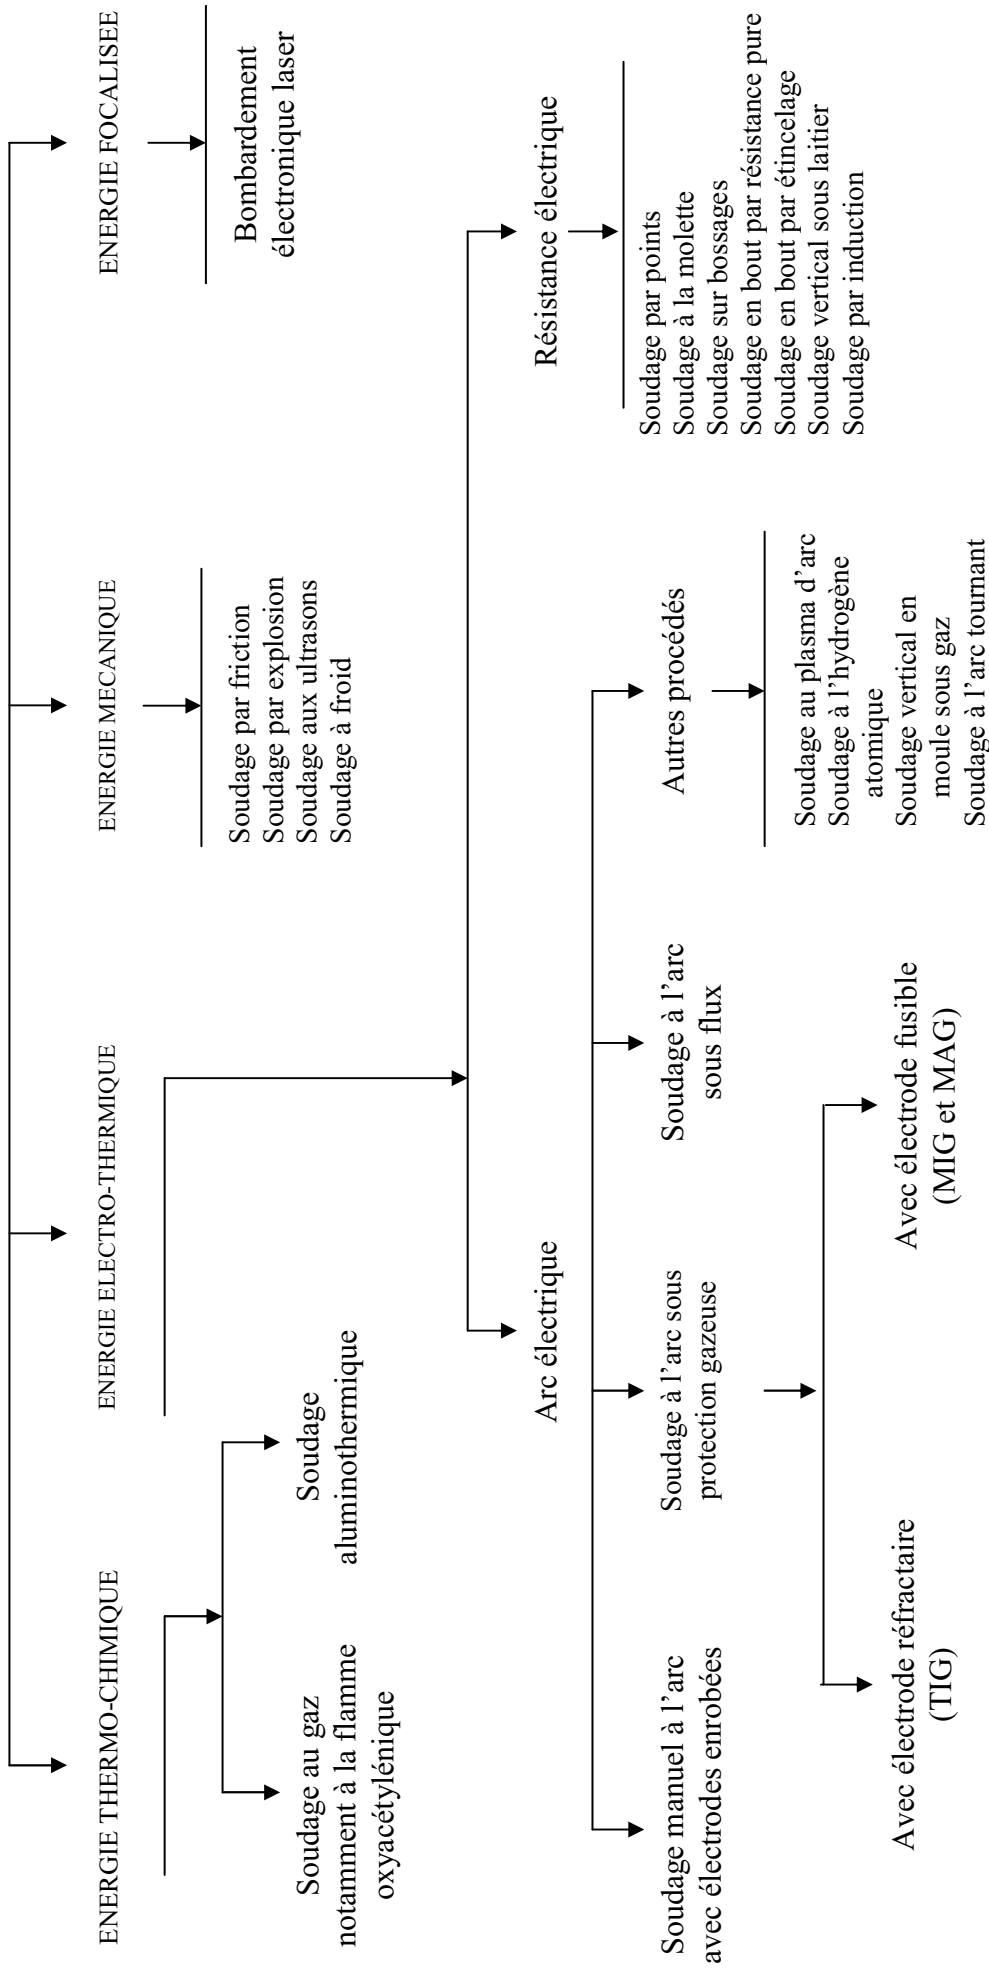 ENERGIE THERMO-CHIMIQUE
ENERGIE ELECTRO-THERMIQUE
ENERGIE MECANIQUE
ENERGIE FOCALISEE
Soudage au gaz
notamment à la flamme
oxyacétylénique
Soudage
aluminothermique
Soudage par friction
Soudage par explosion
Soudage aux ultrasons
Soudage à froid
Bombardement
électronique laser
Arc électrique
Résistance électrique
Soudage manuel à l’arc
avec électrodes enrobées
Soudage à l’arc sous
protection gazeuse
Soudage à l’arc
sous flux
Autres procédés
Soudage par points
Soudage à la molette
Soudage sur bossages
Soudage en bout par résistance pure
Soudage en bout par étincelage
Soudage vertical sous laitier
Soudage par induction
Soudage au plasma d’arc
Soudage à l’hydrogène
atomique
Soudage vertical en
moule sous gaz
Soudage à l’arc tournant
Avec électrode réfractaire
(TIG)
Avec électrode fusible
(MIG et MAG)